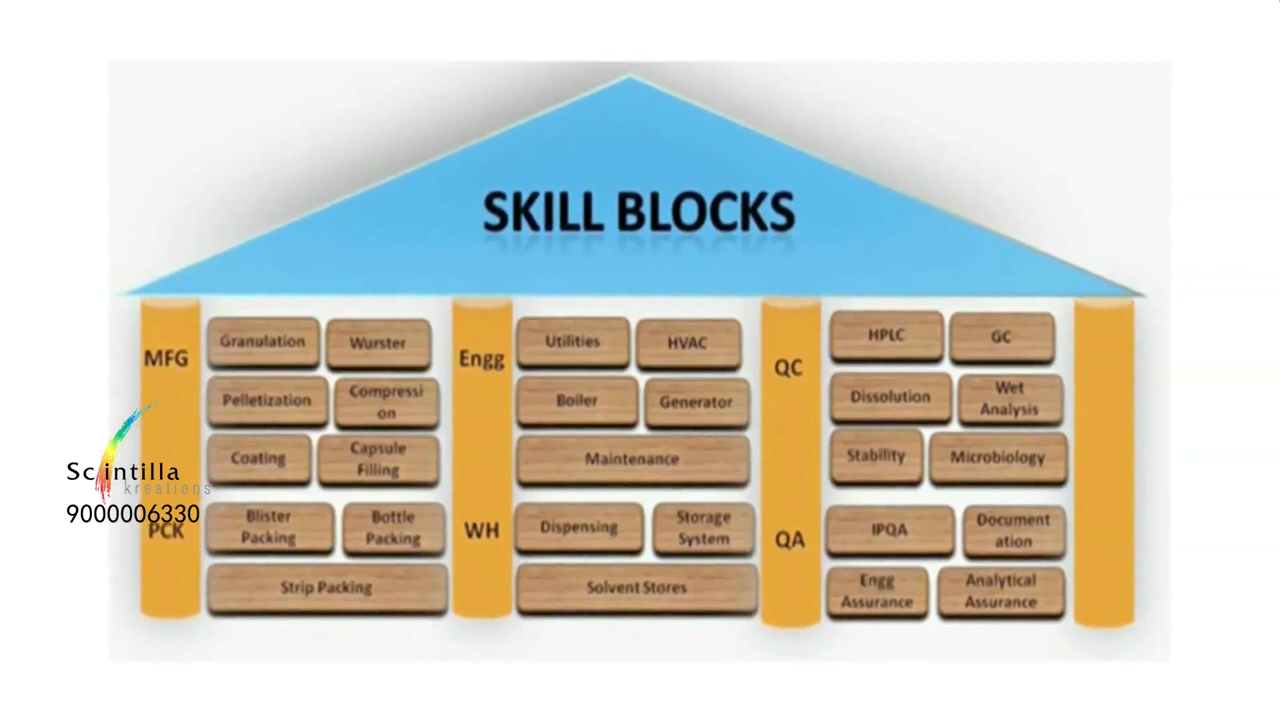 SKILL BLOCKS
MFG
Granulation
Wurster
Pelletization
Compressi
on
Coating
Capsule
Filling
PCK
Blister
Packing
Bottle
Packing
Strip Packing
Engg
Utilities
HVAC
Boiler
Generator
Maintenance
WH
Dispensing
Storage
System
Solvent Stores
QC
HPLC
GC
Dissolution
Wet
Analysis
Stability
Microbiology
QA
IPQA
Document
ation
Engg
Assurance
Analytical
Assurance
Scintilla
kreations
9000006330